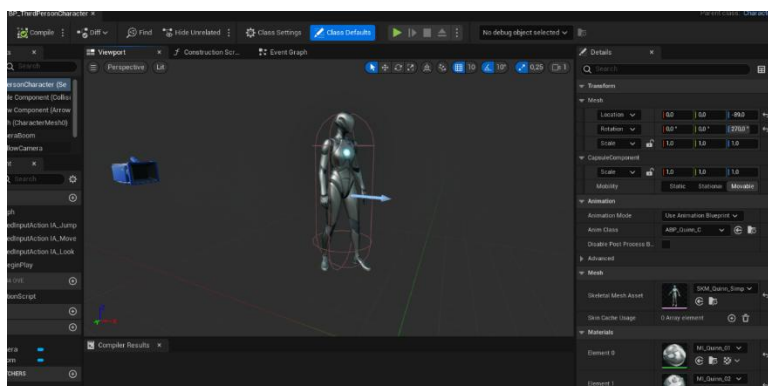 BP_ThirdPersonCharacter ×
Parent class: Charact
Compile
Diff
Find
Hide Unrelated
Class Settings
Class Defaults
No debug object selected
Viewport ×
Construction Scr...
Event Graph
Details ×
Search
Perspective
Lit
10
10°
0,25
1
Search
ersonCharacter (Se
le Component (Collisi
w Component (Arrow
h (CharacterMesh0)
eraBoom
llowCamera
Search
ph
edInputAction IA_Jump
edInputAction IA_Move
edInputAction IA_Look
eginPlay
tionScript
era
om
TCHERS
Transform
Mesh
Location 0,0 0,0 -89,0
Rotation 0,0 ° 0,0 ° 270,0 °
Scale 1,0 1,0 1,0
CapsuleComponent
Scale 1,0 1,0 1,0
Mobility Static Stationar Movable
Animation
Animation Mode Use Animation Blueprint
Anim Class ABP_Quinn_C
Disable Post Process B..
Advanced
Mesh
Skeletal Mesh Asset SKM_Quinn_Simp
Skin Cache Usage 0 Array element
Materials
Element 0 MI_Quinn_01
Element 1 MI_Quinn_02
Compiler Results ×